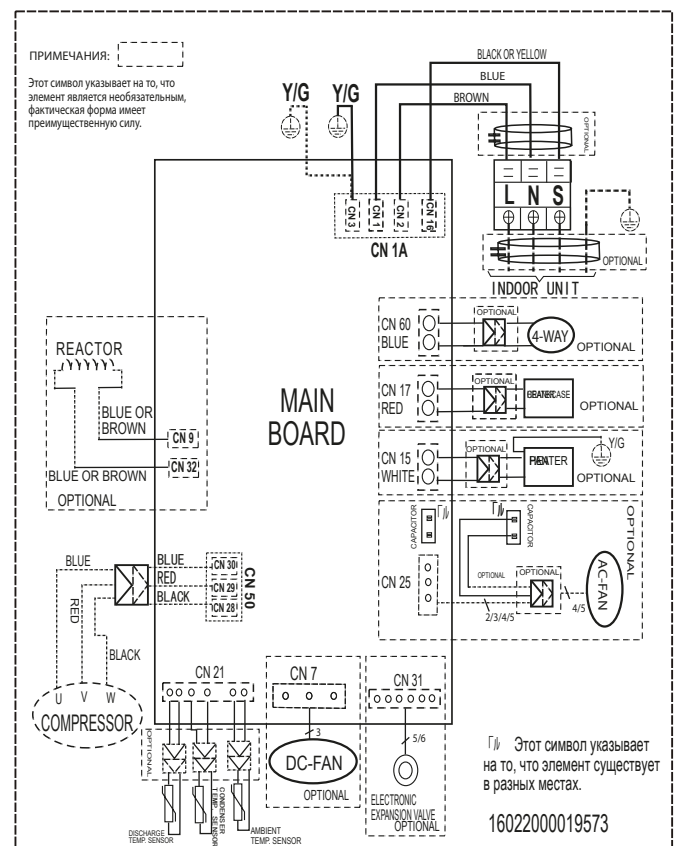 ПРИМЕЧАНИЯ:
Этот символ указывает на то, что
элемент является необязательным,
фактическая форма имеет
преимущественную силу.
BLACK OR YELLOW
BLUE
BROWN
Y/G
Y/G
OPTIONAL
L N S
CN 3
CN 1
CN 2
CN 16
CN 1A
OPTIONAL
INDOOR UNIT
CN 60
BLUE
OPTIONAL
4-WAY
OPTIONAL
REACTOR
BLUE OR
BROWN
CN 9
CN 32
BLUE OR BROWN
OPTIONAL
MAIN
BOARD
CN 17
RED
OPTIONAL
OPTIONAL
CN 15
WHITE
OPTIONAL
Y/G
OPTIONAL
CAPACITOR
CAPACITOR
OPTIONAL
CN 25
OPTIONAL
OPTIONAL
AC-FAN
2/3/4/5
4/5
BLUE
RED
BLACK
BLUE
RED
BLACK
CN 30
CN 29
CN 28
CN 50
U V W
COMPRESSOR
CN 21
CN 7
CN 31
OPTIONAL
3
5/6
DC-FAN
OPTIONAL
ELECTRONIC
EXPANSION VALVE
OPTIONAL
DISCHARGE
TEMP. SENSOR
CONDENSER
TEMP. SENSOR
AMBIENT
TEMP. SENSOR
Этот символ указывает
на то, что элемент существует
в разных местах.
16022000019573